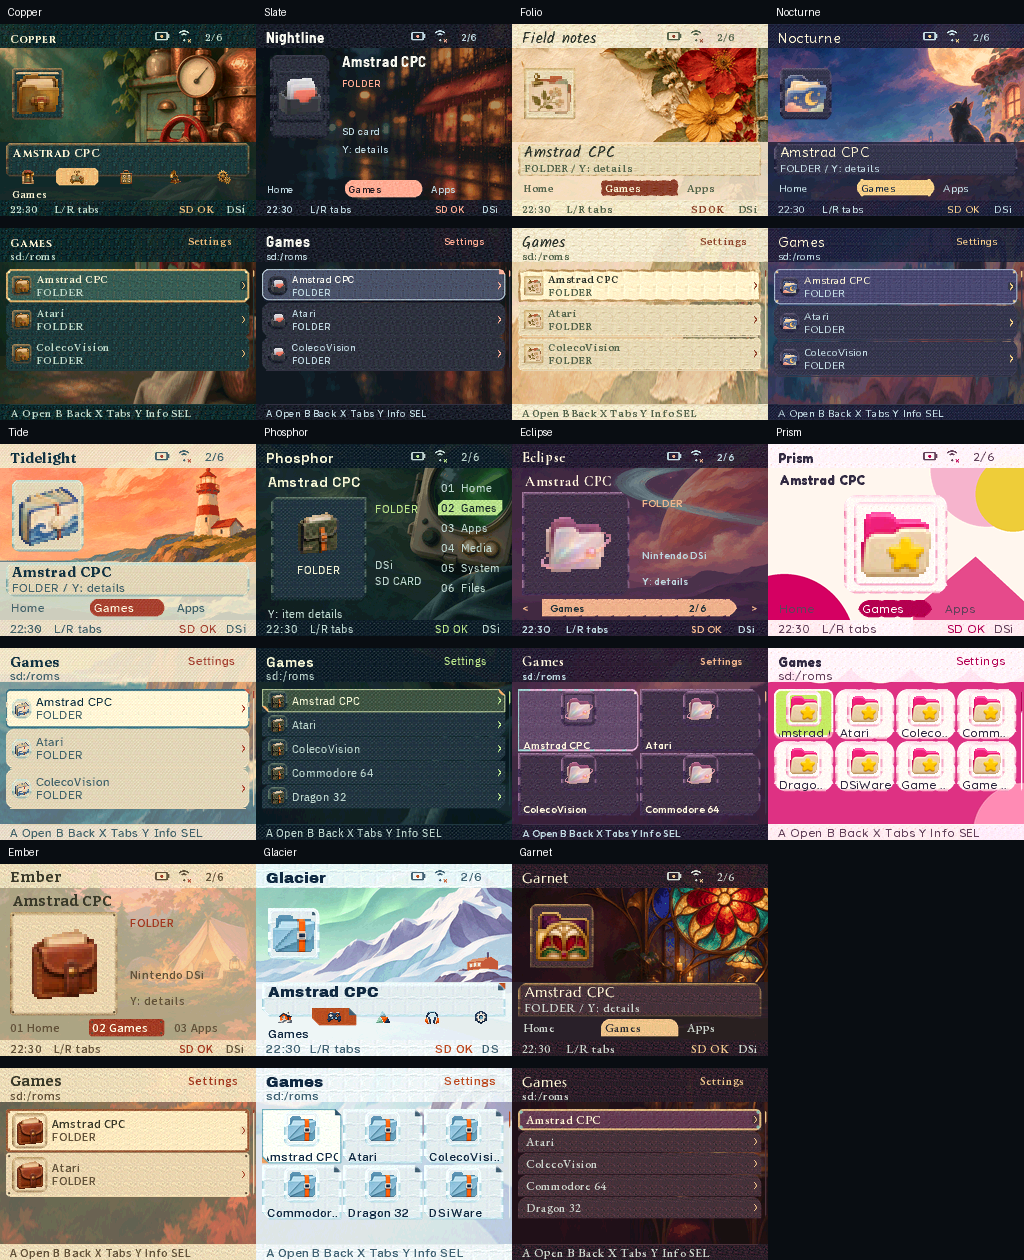 Copper
COPPER 2/6
AMSTRAD CPC
Games
22:30 L/R tabs SD OK DSi
GAMES Settings
sd:/roms
Amstrad CPC
FOLDER
Atari
FOLDER
ColecoVision
FOLDER
A Open B Back X Tabs Y Info SEL
Slate
Nightline 2/6
Amstrad CPC
FOLDER
SD card
Y: details
Home Games Apps
22:30 L/R tabs SD OK DSi
Games Settings
sd:/roms
Amstrad CPC
FOLDER
Atari
FOLDER
ColecoVision
FOLDER
A Open B Back X Tabs Y Info SEL
Folio
Field notes 2/6
Amstrad CPC
FOLDER / Y: details
Home Games Apps
22:30 L/R tabs SD OK DSi
Games Settings
sd:/roms
Amstrad CPC
FOLDER
Atari
FOLDER
ColecoVision
FOLDER
A Open B Back X Tabs Y Info SEL
Nocturne
Nocturne 2/6
Amstrad CPC
FOLDER / Y: details
Home Games Apps
22:30 L/R tabs SD OK DSi
Games Settings
sd:/roms
Amstrad CPC
FOLDER
Atari
FOLDER
ColecoVision
FOLDER
A Open B Back X Tabs Y Info SEL
Tide
Tidelight 2/6
Amstrad CPC
FOLDER / Y: details
Home Games Apps
22:30 L/R tabs SD OK DSi
Games Settings
sd:/roms
Amstrad CPC
FOLDER
Atari
FOLDER
ColecoVision
FOLDER
A Open B Back X Tabs Y Info SEL
Phosphor
Phosphor 2/6
Amstrad CPC
01 Home
FOLDER 02 Games
03 Apps
04 Media
FOLDER DSi 05 System
SD CARD 06 Files
Y: item details
22:30 L/R tabs SD OK DSi
Games Settings
sd:/roms
Amstrad CPC
Atari
ColecoVision
Commodore 64
Dragon 32
A Open B Back X Tabs Y Info SEL
Eclipse
Eclipse 2/6
Amstrad CPC
FOLDER
Nintendo DSi
Y: details
< Games 2/6 >
22:30 L/R tabs SD OK DSi
Games Settings
sd:/roms
Amstrad CPC Atari
ColecoVision Commodore 64
A Open B Back X Tabs Y Info SEL
Prism
Prism 2/6
Amstrad CPC
Home Games Apps
22:30 L/R tabs SD OK DSi
Games Settings
sd:/roms
mstrad Atari Coleco.. Comm..
Drago.. DSiWare Game .. Game ..
A Open B Back X Tabs Y Info SEL
Ember
Ember 2/6
Amstrad CPC
FOLDER
Nintendo DSi
Y: details
01 Home 02 Games 03 Apps
22:30 L/R tabs SD OK DSi
Games Settings
sd:/roms
Amstrad CPC
FOLDER
Atari
FOLDER
A Open B Back X Tabs Y Info SEL
Glacier
Glacier 2/6
Amstrad CPC
Games
22:30 L/R tabs SD OK DS
Games Settings
sd:/roms
mstrad CPC Atari ColecoVisi..
Commodor.. Dragon 32 DSiWare
A Open B Back X Tabs Y Info SEL
Garnet
Garnet 2/6
Amstrad CPC
FOLDER / Y: details
Home Games Apps
22:30 L/R tabs SD OK DSi
Games Settings
sd:/roms
Amstrad CPC
Atari
ColecoVision
Commodore 64
Dragon 32
A Open B Back X Tabs Y Info SEL